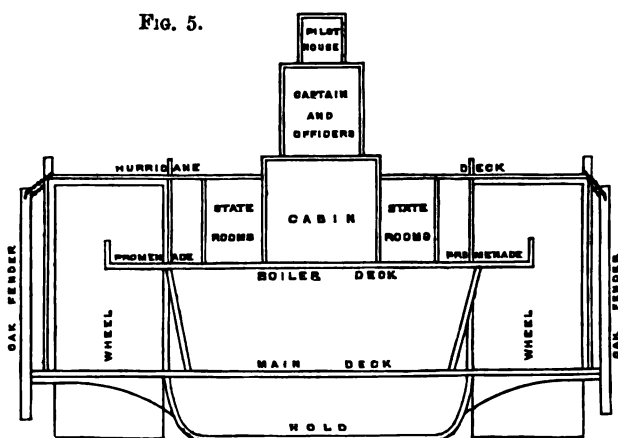 FIG. 5.
PILOT
HOUSE
CAPTAIN
AND
OFFIDERS
HURRICANE DECK
STATE
ROOMS
CABIN
STATE
ROOMS
PROMENADE
PROMENADE
BOILER DECK
OAK FENDER
WHEEL
WHEEL
OAK FENDER
MAIN DECK
HOLD